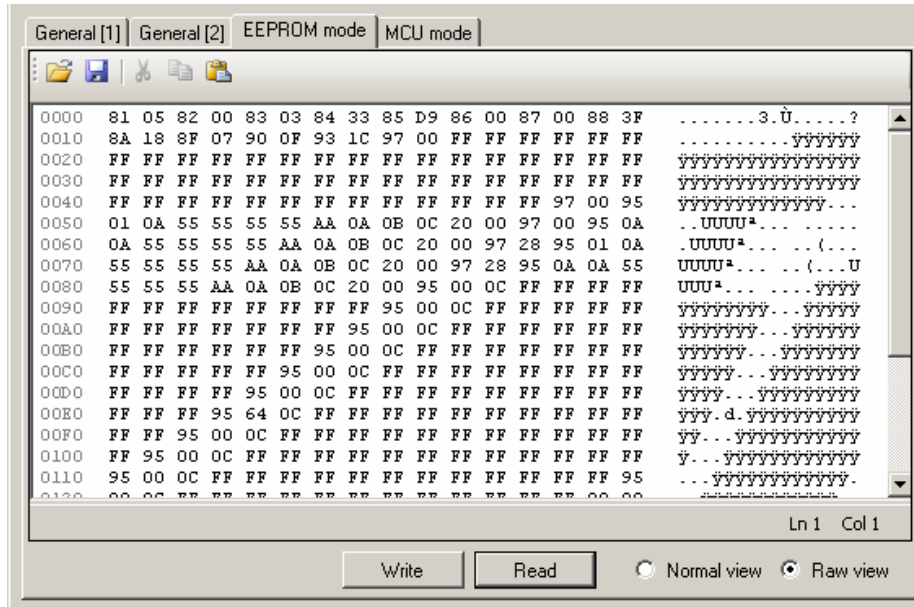 General [1] General [2] EEPROM mode MCU mode
0000 81 05 82 00 83 03 84 33 85 D9 86 00 87 00 88 3F .......3.Ù.....?
0010 8A 18 8F 07 90 0F 93 1C 97 00 FF FF FF FF FF FF ..........ÿÿÿÿÿÿ
0020 FF FF FF FF FF FF FF FF FF FF FF FF FF FF FF FF ÿÿÿÿÿÿÿÿÿÿÿÿÿÿÿÿ
0030 FF FF FF FF FF FF FF FF FF FF FF FF FF FF FF FF ÿÿÿÿÿÿÿÿÿÿÿÿÿÿÿÿ
0040 FF FF FF FF FF FF FF FF FF FF FF FF FF 97 00 95 ÿÿÿÿÿÿÿÿÿÿÿÿÿ...
0050 01 0A 55 55 55 55 AA 0A 0B 0C 20 00 97 00 95 0A ..UUUUª... .....
0060 0A 55 55 55 55 AA 0A 0B 0C 20 00 97 28 95 01 0A .UUUUª... ..(...
0070 55 55 55 55 AA 0A 0B 0C 20 00 97 28 95 0A 0A 55 UUUUª... ..(...U
0080 55 55 55 AA 0A 0B 0C 20 00 95 00 0C FF FF FF FF UUUª... ....ÿÿÿÿ
0090 FF FF FF FF FF FF FF FF 95 00 0C FF FF FF FF FF ÿÿÿÿÿÿÿÿ...ÿÿÿÿÿ
00A0 FF FF FF FF FF FF FF 95 00 0C FF FF FF FF FF FF ÿÿÿÿÿÿÿ...ÿÿÿÿÿÿ
00B0 FF FF FF FF FF FF 95 00 0C FF FF FF FF FF FF FF ÿÿÿÿÿÿ...ÿÿÿÿÿÿÿ
00C0 FF FF FF FF FF 95 00 0C FF FF FF FF FF FF FF FF ÿÿÿÿÿ...ÿÿÿÿÿÿÿÿ
00D0 FF FF FF FF 95 00 0C FF FF FF FF FF FF FF FF FF ÿÿÿÿ...ÿÿÿÿÿÿÿÿÿ
00E0 FF FF FF 95 64 0C FF FF FF FF FF FF FF FF FF FF ÿÿÿ.d.ÿÿÿÿÿÿÿÿÿÿ
00F0 FF FF 95 00 0C FF FF FF FF FF FF FF FF FF FF FF ÿÿ...ÿÿÿÿÿÿÿÿÿÿÿ
0100 FF 95 00 0C FF FF FF FF FF FF FF FF FF FF FF FF ÿ...ÿÿÿÿÿÿÿÿÿÿÿÿ
0110 95 00 0C FF FF FF FF FF FF FF FF FF FF FF FF 95 ...ÿÿÿÿÿÿÿÿÿÿÿÿ.
Ln 1 Col 1
Write Read Normal view Raw view